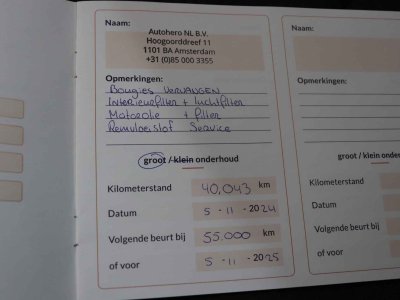 Naam:
Autohero NL B.V.
Hoogoorddreef 11
1101 BA Amsterdam
+31 (0)85 000 3355
Opmerkingen:
Bougies vervangen
Interieurfilter + luchtfilter
Motorolie + filter
Remvloeistof Service
groot / klein onderhoud
Kilometerstand 40,043 km
Datum 5 - 11 - 2024
Volgende beurt bij 55.000 km
of voor 5 - 11 - 2025
Naam:
Opmerkingen:
groot / klein
Kilometerstand
Datum
Volgende beurt bij
of voor